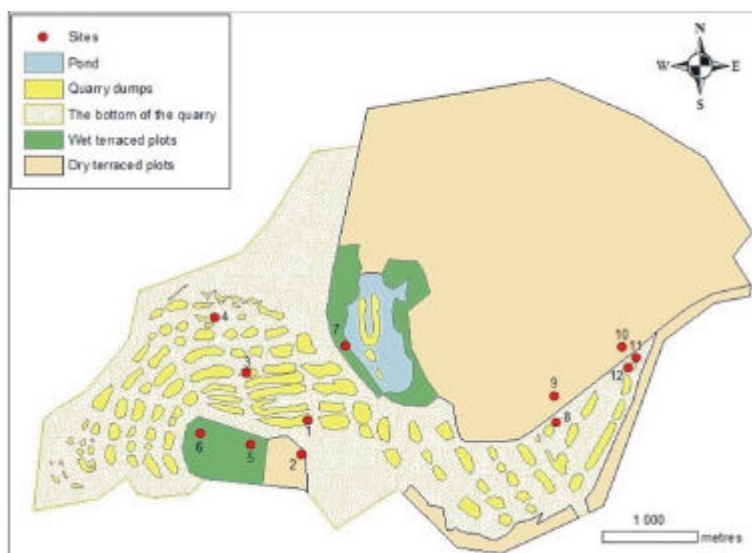 Sites
Pond
Quarry dumps
The bottom of the quarry
Wet terraced plots
Dry terraced plots
N
W E
S
4
7
3
10
11
12
9
8
1
6
5
2
1 000
metres